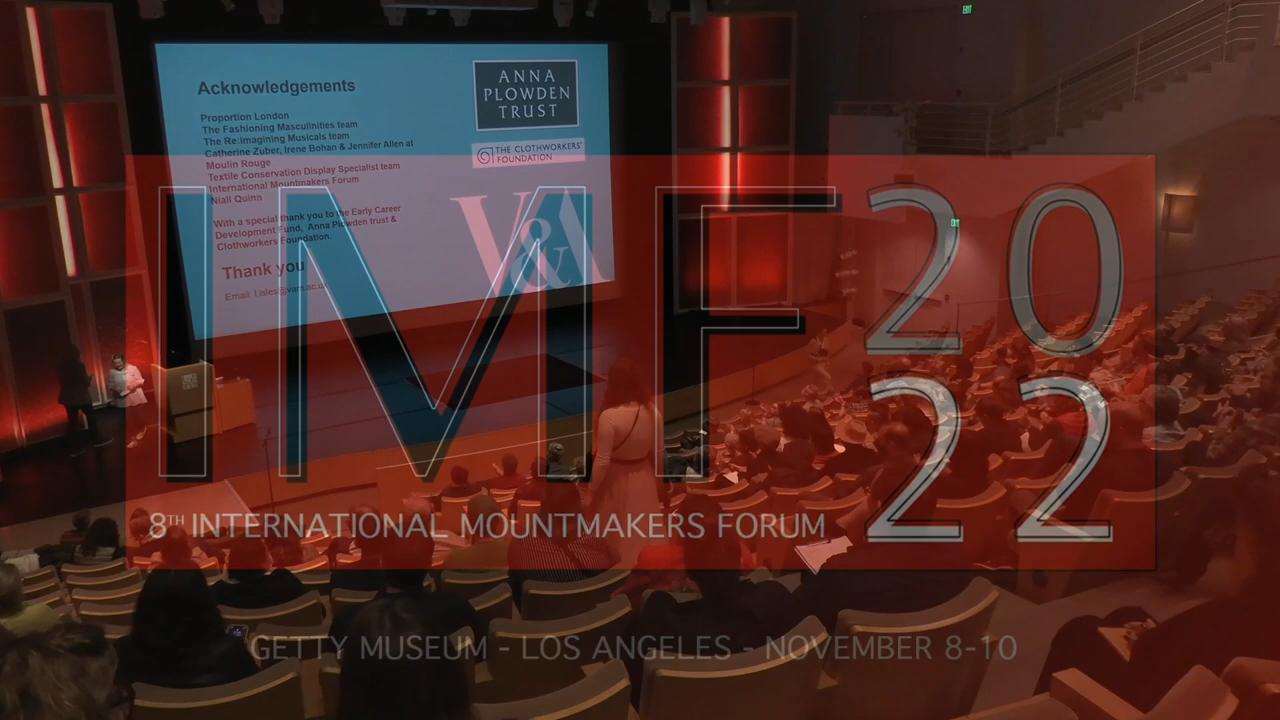 Acknowledgements
Proportion London
The Fashioning Masculinities team
The Re:imagining Musicals team
Catherine Zuber, Irene Bohan & Jennifer Allen at
Moulin Rouge
Textile Conservation Display Specialist team
International Mountmakers Forum
Niall Quinn
With a special thank you to the Early Career
Development Fund, Anna Plowden trust &
Clothworkers Foundation.
Thank you
Email:
ANNA
PLOWDEN
TRUST
THE CLOTHWORKERS'
FOUNDATION
V&A
EXIT
EXIT
IMF 20
22
8TH INTERNATIONAL MOUNTMAKERS FORUM
GETTY MUSEUM - LOS ANGELES - NOVEMBER 8-10